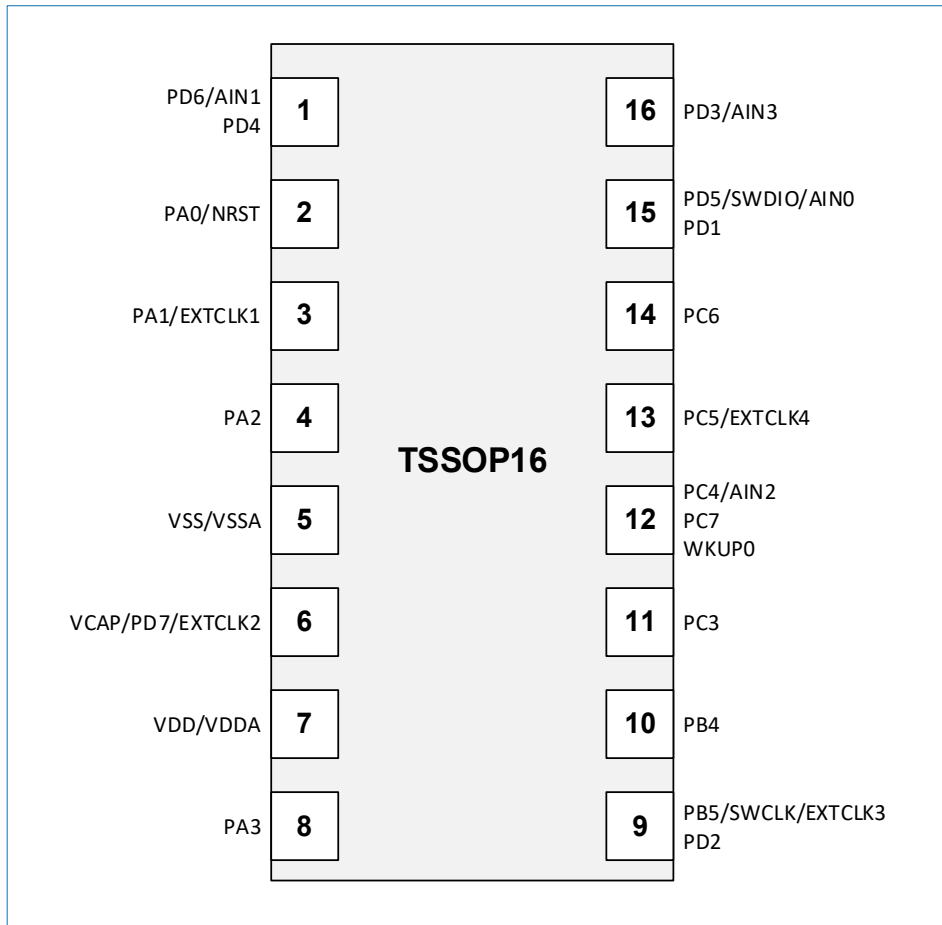 PD6/AIN1
PD4
1
PA0/NRST
2
PA1/EXTCLK1
3
PA2
4
VSS/VSSA
5
VCAP/PD7/EXTCLK2
6
VDD/VDDA
7
PA3
8
TSSOP16
16
PD3/AIN3
15
PD5/SWDIO/AIN0
PD1
14
PC6
13
PC5/EXTCLK4
12
PC4/AIN2
PC7
WKUP0
11
PC3
10
PB4
9
PB5/SWCLK/EXTCLK3
PD2